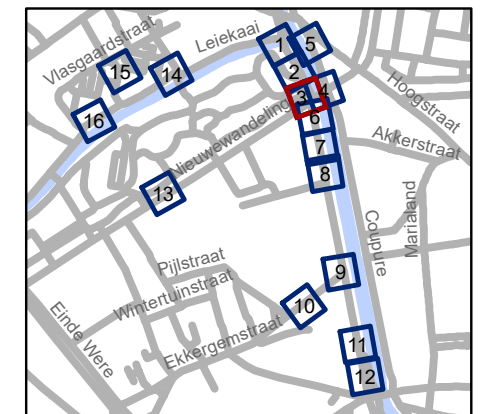 Vlasgaardstraat
Leiekaai
1
5
15
14
2
3
4
Hoogstraat
16
6
Nieuwewandeling
7
Akkerstraat
8
13
Marialand
Coupure
Pijlstraat
9
Wintertuinstraat
10
Einde Were
Ekkergemstraat
11
12